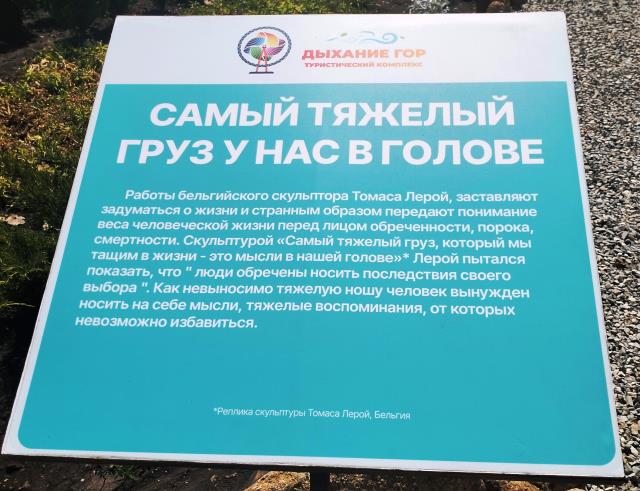 ДЫХАНИЕ ГОР
ТУРИСТИЧЕСКИЙ КОМПЛЕКС
САМЫЙ ТЯЖЕЛЫЙ
ГРУЗ У НАС В ГОЛОВЕ
Работы бельгийского скульптора Томаса Лерой, заставляют
задуматься о жизни и странным образом передают понимание
веса человеческой жизни перед лицом обреченности, порока,
смертности. Скульптурой «Самый тяжелый груз, который мы
тащим в жизни - это мысли в нашей голове»* Лерой пытался
показать, что " люди обречены носить последствия своего
выбора ". Как невыносимо тяжелую ношу человек вынужден
носить на себе мысли, тяжелые воспоминания, от которых
невозможно избавиться.
*Реплика скульптуры Томаса Лерой, Бельгия